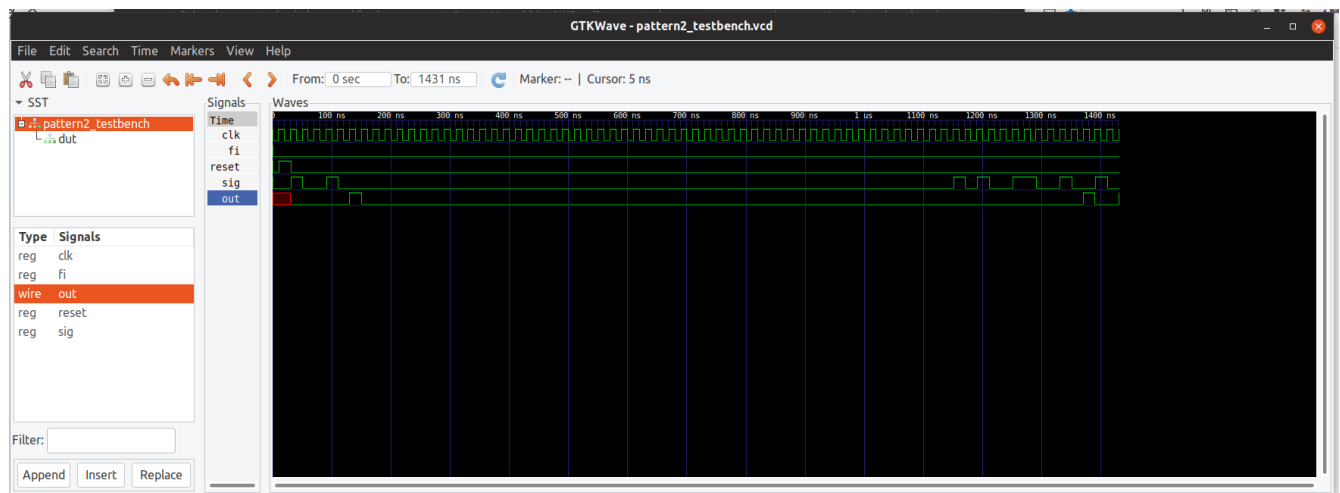 GTKWave - pattern2_testbench.vcd
File Edit Search Time Markers View Help
From: 0 sec To: 1431 ns Marker: -- | Cursor: 5 ns
SST
pattern2_testbench
dut
Type Signals
reg clk
reg fi
wire out
reg reset
reg sig
Filter:
Append Insert Replace
Signals
Time
clk
fi
reset
sig
out
Waves
100 ns 200 ns 300 ns 400 ns 500 ns 600 ns 700 ns 800 ns 900 ns 1 us 1100 ns 1200 ns 1300 ns 1400 ns